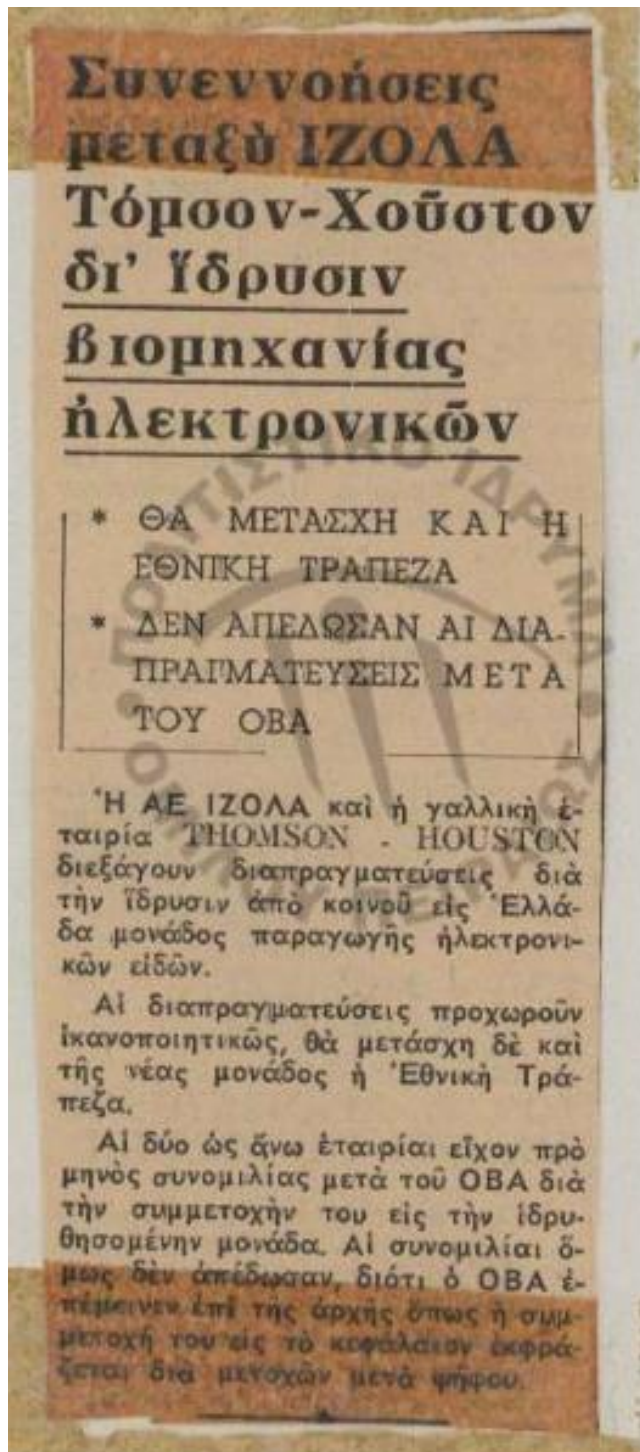 Συνεννοήσεις
μεταξὺ ΙΖΟΛΑ
Τόμσον-Χοῦστον
δι' ἵδρυσιν
βιομηχανίας
ἠλεκτρονικῶν
* ΘΑ ΜΕΤΑΣΧΗ ΚΑΙ Η
ΕΘΝΙΚΗ ΤΡΑΠΕΖΑ
* ΔΕΝ ΑΠΕΔΩΣΑΝ ΑΙ ΔΙΑ-
ΠΡΑΓΜΑΤΕΥΣΕΙΣ ΜΕΤΑ
ΤΟΥ ΟΒΑ
Ἡ ΑΕ ΙΖΟΛΑ καὶ ἡ γαλλικὴ ἑ-
ταιρία THOMSON - HOUSTON
διεξάγουν διαπραγματεύσεις διὰ
τὴν ἵδρυσιν ἀπὸ κοινοῦ εἰς Ἑλλά-
δα μονάδος παραγωγῆς ἠλεκτρονι-
κῶν εἰδῶν.
Αἱ διαπραγματεύσεις προχωροῦν
ἱκανοποιητικῶς, θὰ μετάσχη δὲ καὶ
τῆς νέας μονάδος ἡ Ἐθνικὴ Τρά-
πεζα.
Αἱ δύο ὡς ἄνω ἑταιρίαι εἶχον πρὸ
μηνὸς συνομιλίας μετὰ τοῦ ΟΒΑ διὰ
τὴν συμμετοχήν του εἰς τὴν ἱδρυ-
θησομένην μονάδα. Αἱ συνομιλίαι ὅ-
μως δὲν ἀπέδωσαν, διότι ὁ ΟΒΑ ἐ-
πέμεινεν ἐπὶ τῆς ἀρχῆς ὅπως ἡ συμ-
μετοχή του εἰς τὸ κεφάλαιον ἐκφρά-
ζεται διὰ μετοχῶν μετὰ ψήφου.
ΠΟΛΙΤΙΣΤΙΚΟ ΙΔΡΥΜΑ
ΟΜΙΛΟΥ ΠΕΙΡΑΙΩΣ